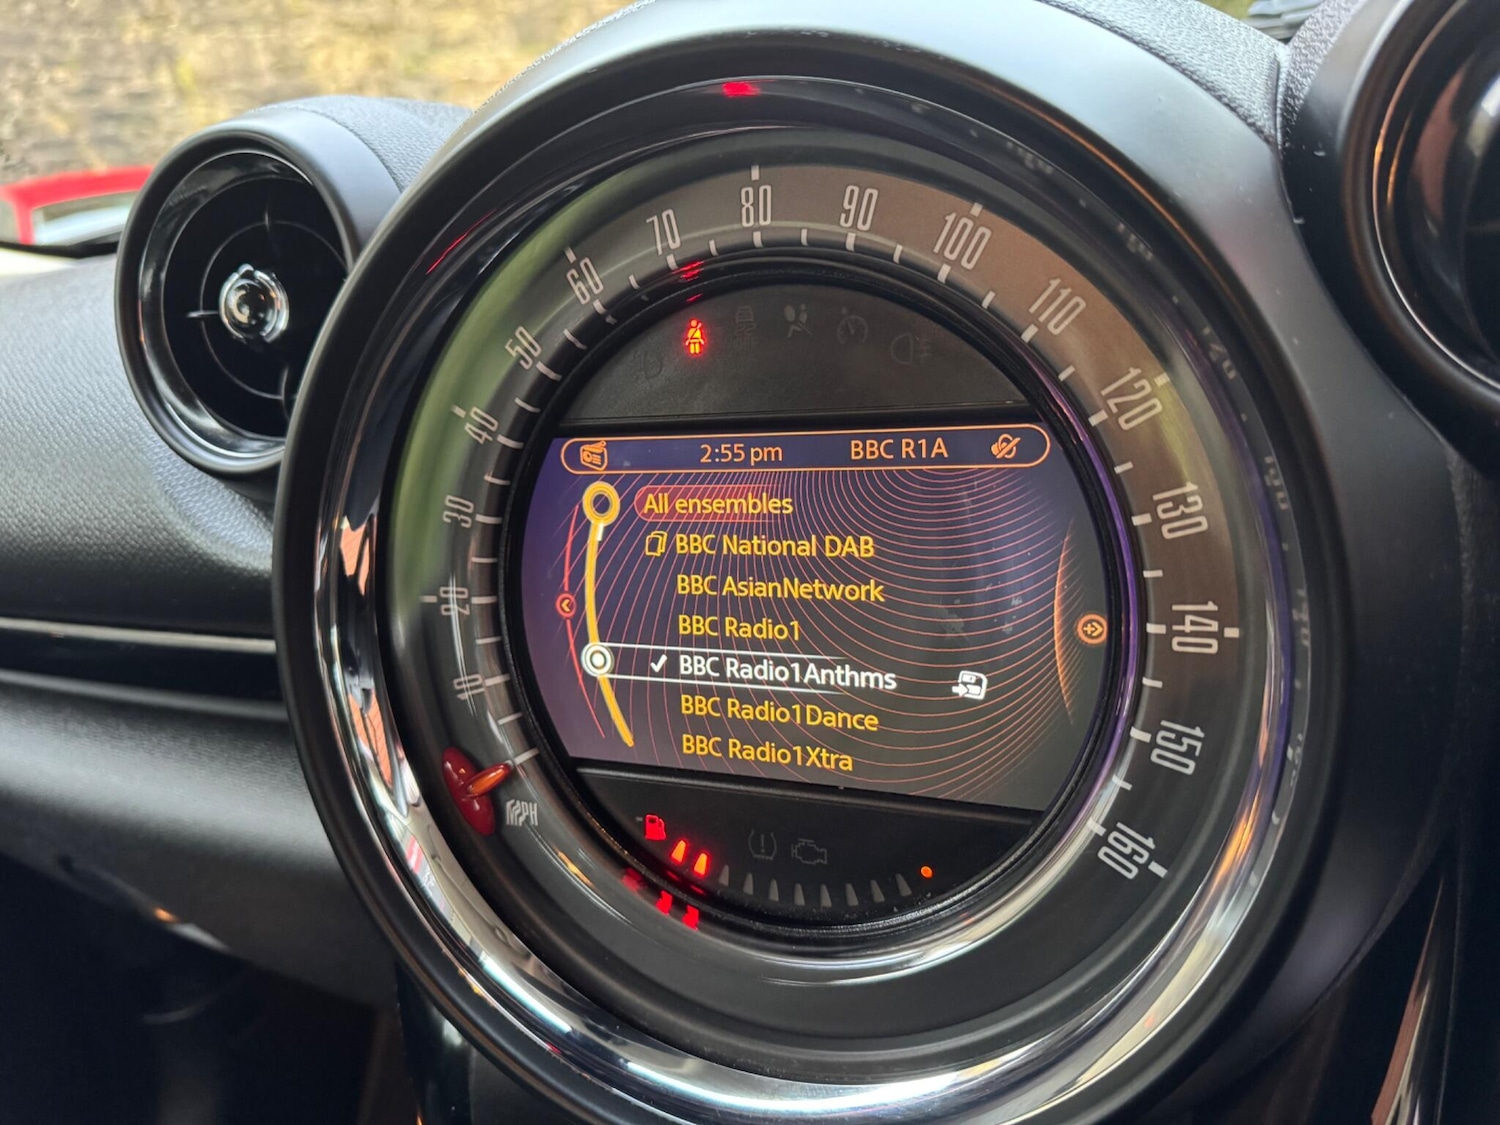 80
90
70
100
60
110
50
120
40
2:55 pm BBC R1A
All ensembles
30
130
BBC National DAB
BBC AsianNetwork
20
BBC Radio1
140
BBC Radio1Anthms
10
BBC Radio1Dance
150
BBC Radio1Xtra
MPH
160